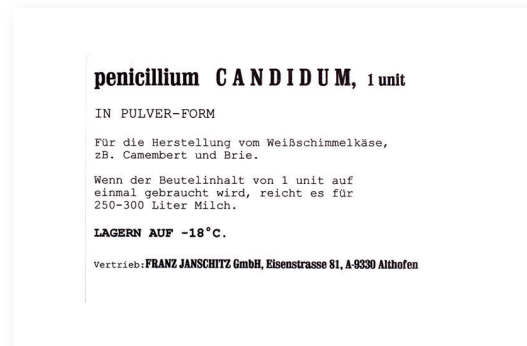 penicillium CANDIDUM, 1 unit
IN PULVER-FORM
Für die Herstellung vom Weißschimmelkäse,
zB. Camembert und Brie.
Wenn der Beutelinhalt von 1 unit auf
einmal gebraucht wird, reicht es für
250-300 Liter Milch.
LAGERN AUF -18°C.
Vertrieb:FRANZ JANSCHITZ GmbH, Eisenstrasse 81, A-9330 Althofen